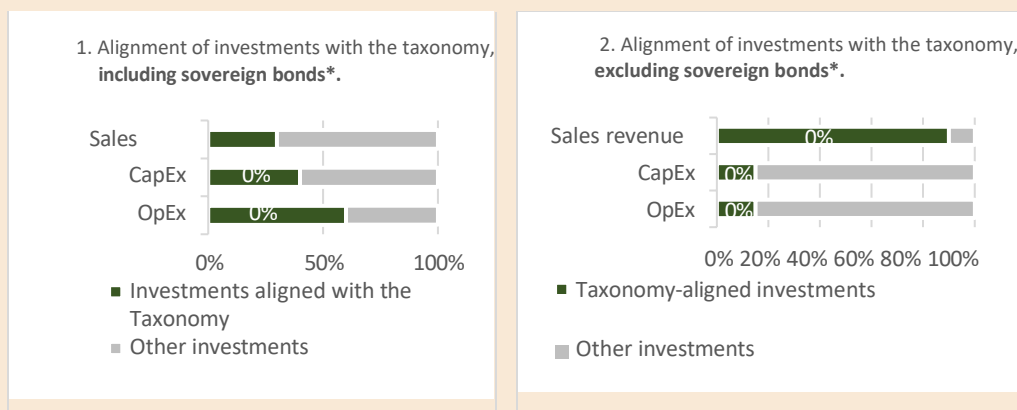 1. Alignment of investments with the taxonomy,
including sovereign bonds*.
Sales
CapEx
0%
OpEx
0%
0% 50% 100%
Investments aligned with the
Taxonomy
Other investments
2. Alignment of investments with the taxonomy,
excluding sovereign bonds*.
Sales revenue
0%
CapEx
0%
OpEx
0%
0% 20% 40% 60% 80% 100%
Taxonomy-aligned investments
Other investments